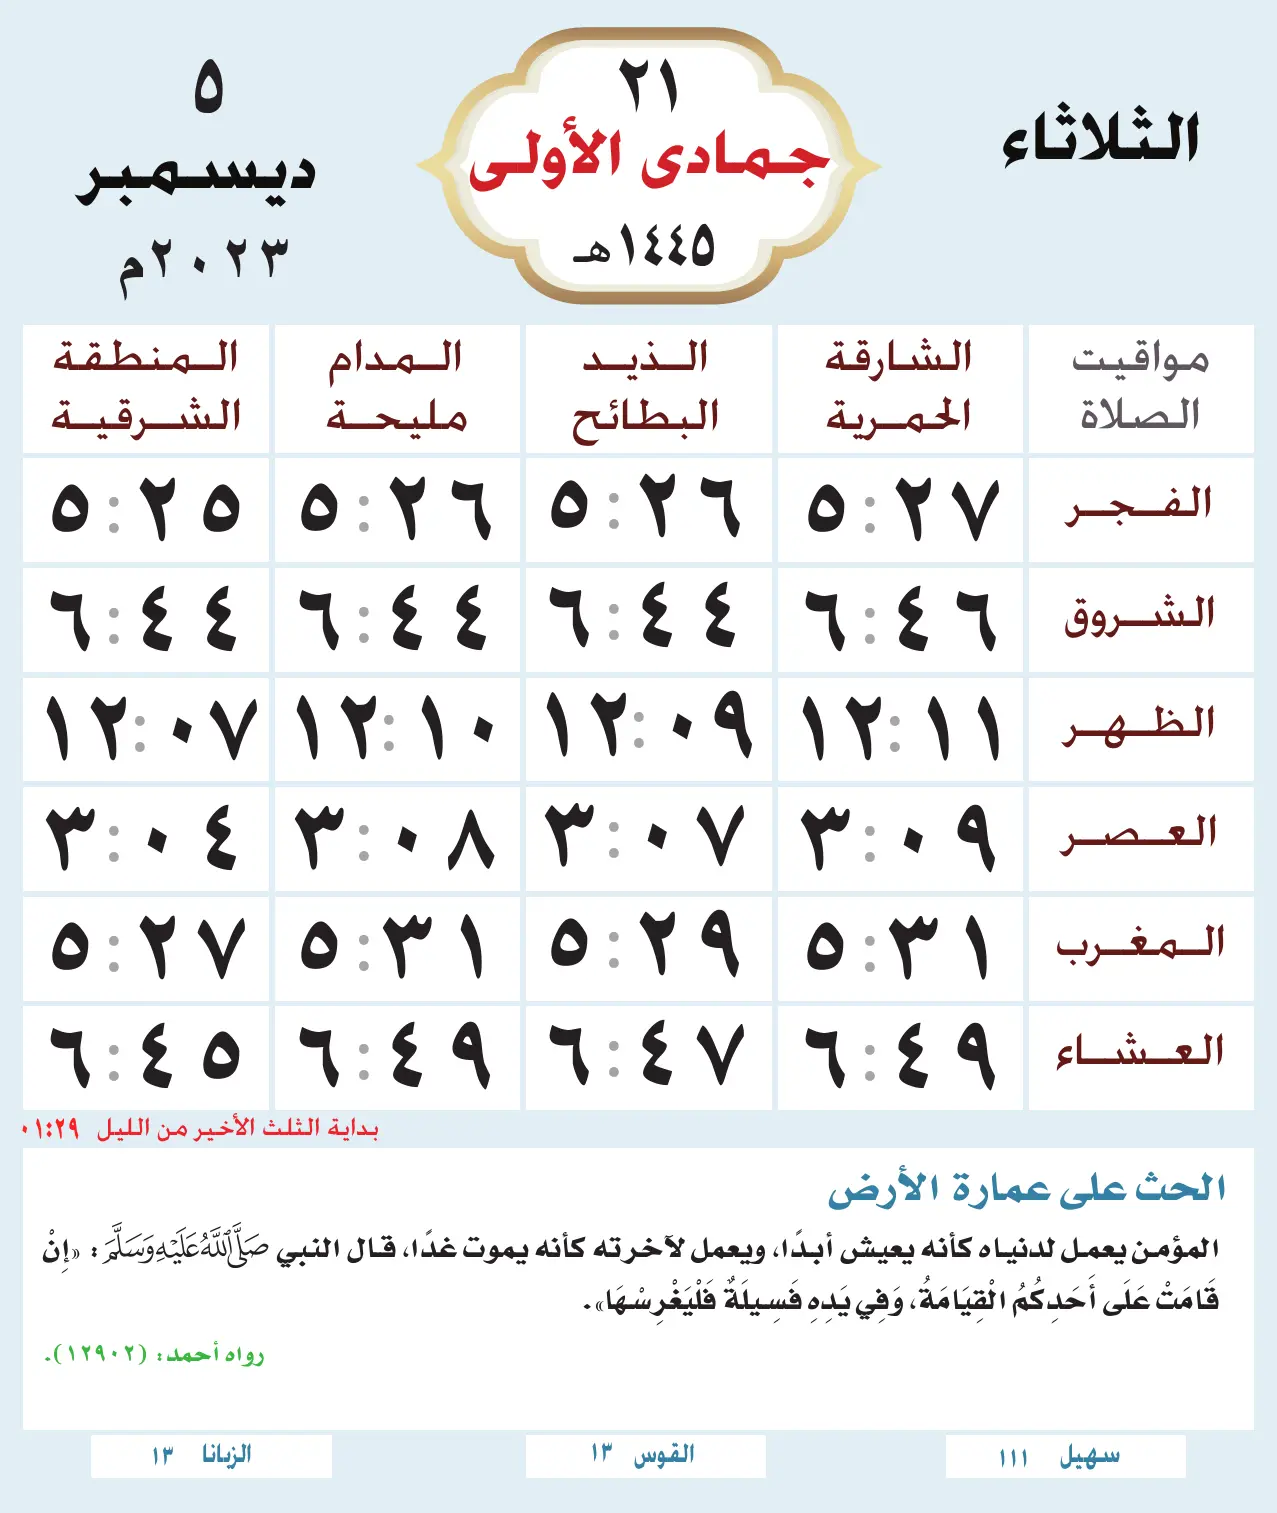 الثلاثاء
٢١
جمادى الأولى
١٤٤٥هـ
٥
ديسمبر
٢٠٢٣م
مواقيت الصلاة	الشارقة الحمرية	الذيد البطائح	المدام مليحة	المنطقة الشرقية
الفجر	٥:٢٧	٥:٢٦	٥:٢٦	٥:٢٥
الشروق	٦:٤٦	٦:٤٤	٦:٤٤	٦:٤٤
الظهر	١٢:١١	١٢:٠٩	١٢:١٠	١٢:٠٧
العصر	٣:٠٩	٣:٠٧	٣:٠٨	٣:٠٤
المغرب	٥:٣١	٥:٢٩	٥:٣١	٥:٢٧
العشاء	٦:٤٩	٦:٤٧	٦:٤٩	٦:٤٥
بداية الثلث الأخير من الليل ٠١:٢٩
الحث على عمارة الأرض
المؤمن يعمل لدنياه كأنه يعيش أبدًا، ويعمل لآخرته كأنه يموت غدًا، قال النبي صَلَّى اللَّهُ عَلَيْهِ وَسَلَّمَ: «إِنْ
قَامَتْ عَلَى أَحَدِكُمُ الْقِيَامَةُ، وَفِي يَدِهِ فَسِيلَةٌ فَلْيَغْرِسْهَا».
رواه أحمد: (١٢٩٠٢).
سهيل ١١١
القوس ١٣
الزبانا ١٣